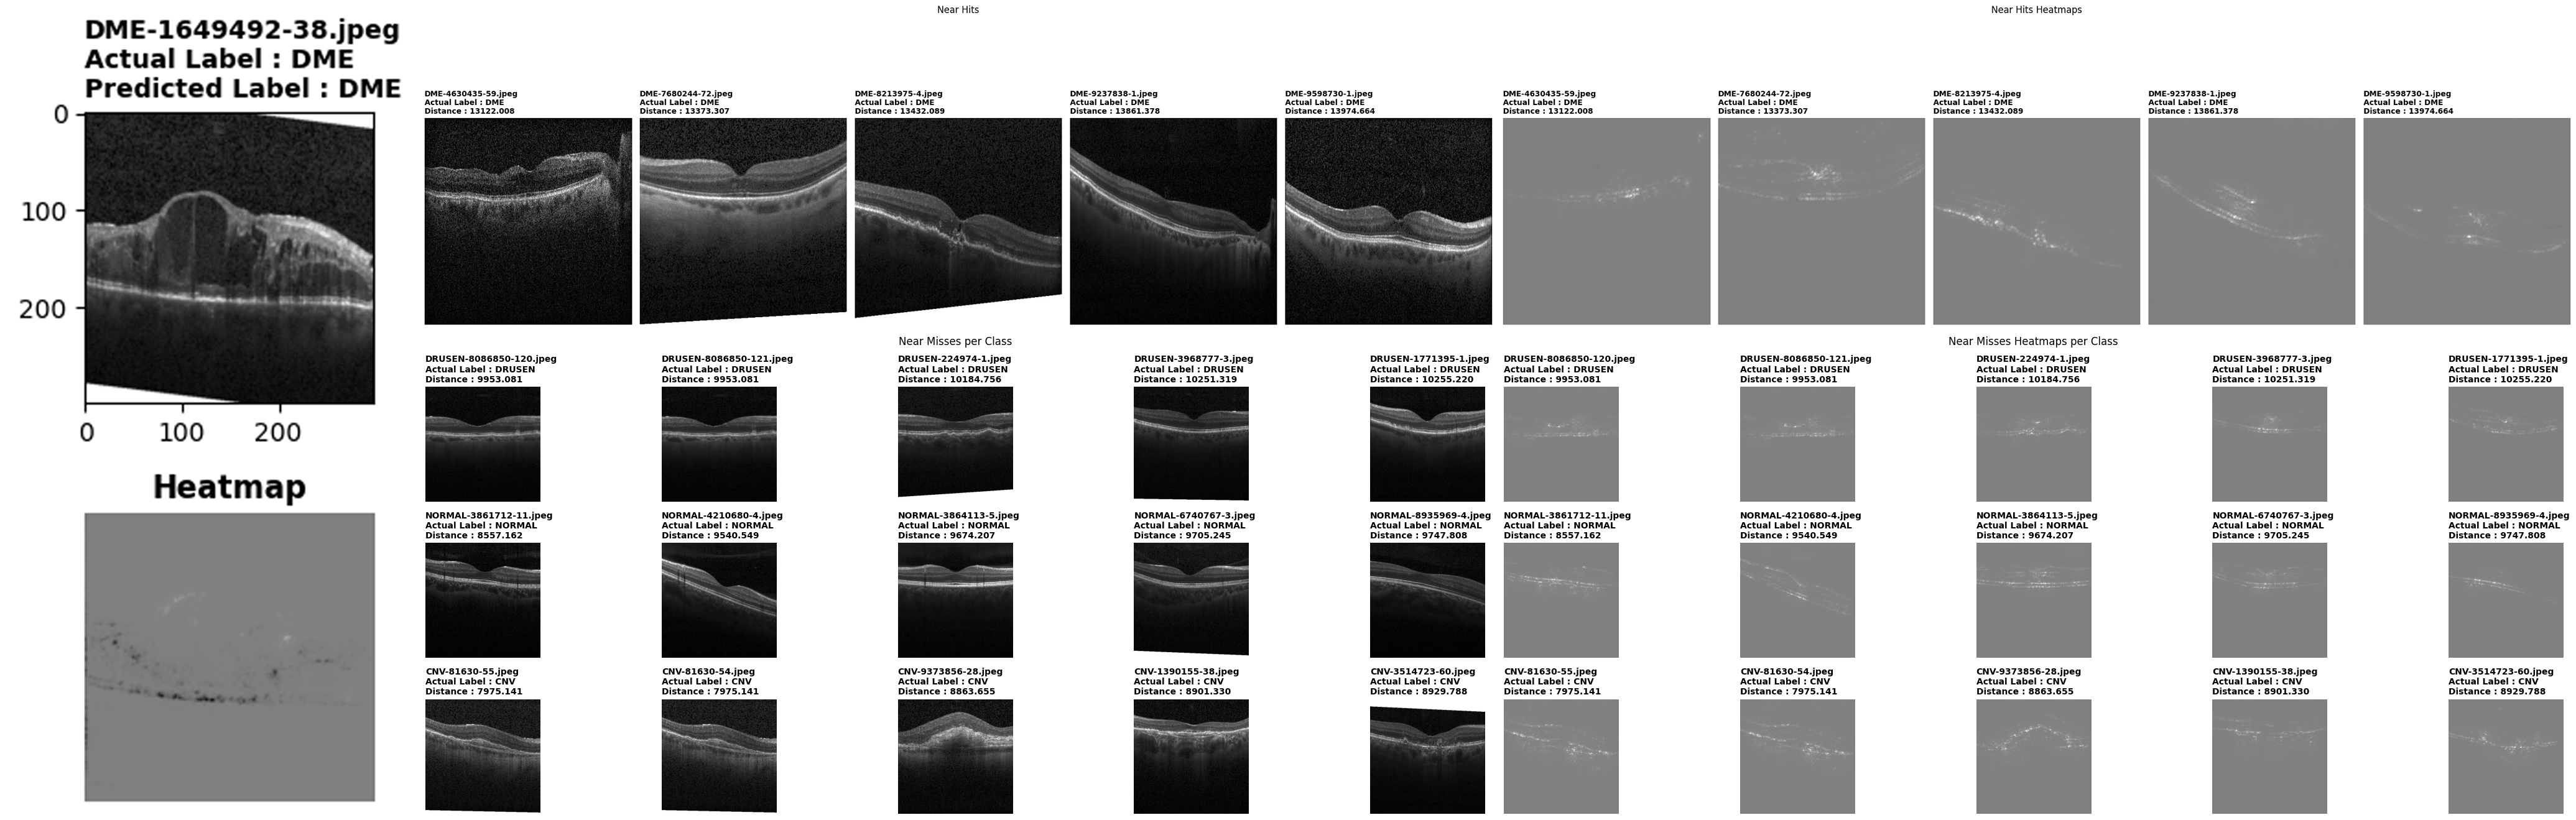 DME-1649492-38.jpeg
Actual Label : DME
Predicted Label : DME
0
100
200
0
100
200
Heatmap
Near Hits
DME-4630435-59.jpeg
Actual Label : DME
Distance : 13122.008
DME-7680244-72.jpeg
Actual Label : DME
Distance : 13373.307
DME-8213975-4.jpeg
Actual Label : DME
Distance : 13432.089
DME-9237838-1.jpeg
Actual Label : DME
Distance : 13861.378
DME-9598730-1.jpeg
Actual Label : DME
Distance : 13974.664
Near Hits Heatmaps
DME-4630435-59.jpeg
Actual Label : DME
Distance : 13122.008
DME-7680244-72.jpeg
Actual Label : DME
Distance : 13373.307
DME-8213975-4.jpeg
Actual Label : DME
Distance : 13432.089
DME-9237838-1.jpeg
Actual Label : DME
Distance : 13861.378
DME-9598730-1.jpeg
Actual Label : DME
Distance : 13974.664
Near Misses per Class
DRUSEN-8086850-120.jpeg
Actual Label : DRUSEN
Distance : 9953.081
DRUSEN-8086850-121.jpeg
Actual Label : DRUSEN
Distance : 9953.081
DRUSEN-224974-1.jpeg
Actual Label : DRUSEN
Distance : 10184.756
DRUSEN-3968777-3.jpeg
Actual Label : DRUSEN
Distance : 10251.319
DRUSEN-1771395-1.jpeg
Actual Label : DRUSEN
Distance : 10255.220
NORMAL-3861712-11.jpeg
Actual Label : NORMAL
Distance : 8557.162
NORMAL-4210680-4.jpeg
Actual Label : NORMAL
Distance : 9540.549
NORMAL-3864113-5.jpeg
Actual Label : NORMAL
Distance : 9674.207
NORMAL-6740767-3.jpeg
Actual Label : NORMAL
Distance : 9705.245
NORMAL-8935969-4.jpeg
Actual Label : NORMAL
Distance : 9747.808
CNV-81630-55.jpeg
Actual Label : CNV
Distance : 7975.141
CNV-81630-54.jpeg
Actual Label : CNV
Distance : 7975.141
CNV-9373856-28.jpeg
Actual Label : CNV
Distance : 8863.655
CNV-1390155-38.jpeg
Actual Label : CNV
Distance : 8901.330
CNV-3514723-60.jpeg
Actual Label : CNV
Distance : 8929.788
Near Misses Heatmaps per Class
DRUSEN-8086850-120.jpeg
Actual Label : DRUSEN
Distance : 9953.081
DRUSEN-8086850-121.jpeg
Actual Label : DRUSEN
Distance : 9953.081
DRUSEN-224974-1.jpeg
Actual Label : DRUSEN
Distance : 10184.756
DRUSEN-3968777-3.jpeg
Actual Label : DRUSEN
Distance : 10251.319
DRUSEN-1771395-1.jpeg
Actual Label : DRUSEN
Distance : 10255.220
NORMAL-3861712-11.jpeg
Actual Label : NORMAL
Distance : 8557.162
NORMAL-4210680-4.jpeg
Actual Label : NORMAL
Distance : 9540.549
NORMAL-3864113-5.jpeg
Actual Label : NORMAL
Distance : 9674.207
NORMAL-6740767-3.jpeg
Actual Label : NORMAL
Distance : 9705.245
NORMAL-8935969-4.jpeg
Actual Label : NORMAL
Distance : 9747.808
CNV-81630-55.jpeg
Actual Label : CNV
Distance : 7975.141
CNV-81630-54.jpeg
Actual Label : CNV
Distance : 7975.141
CNV-9373856-28.jpeg
Actual Label : CNV
Distance : 8863.655
CNV-1390155-38.jpeg
Actual Label : CNV
Distance : 8901.330
CNV-3514723-60.jpeg
Actual Label : CNV
Distance : 8929.788